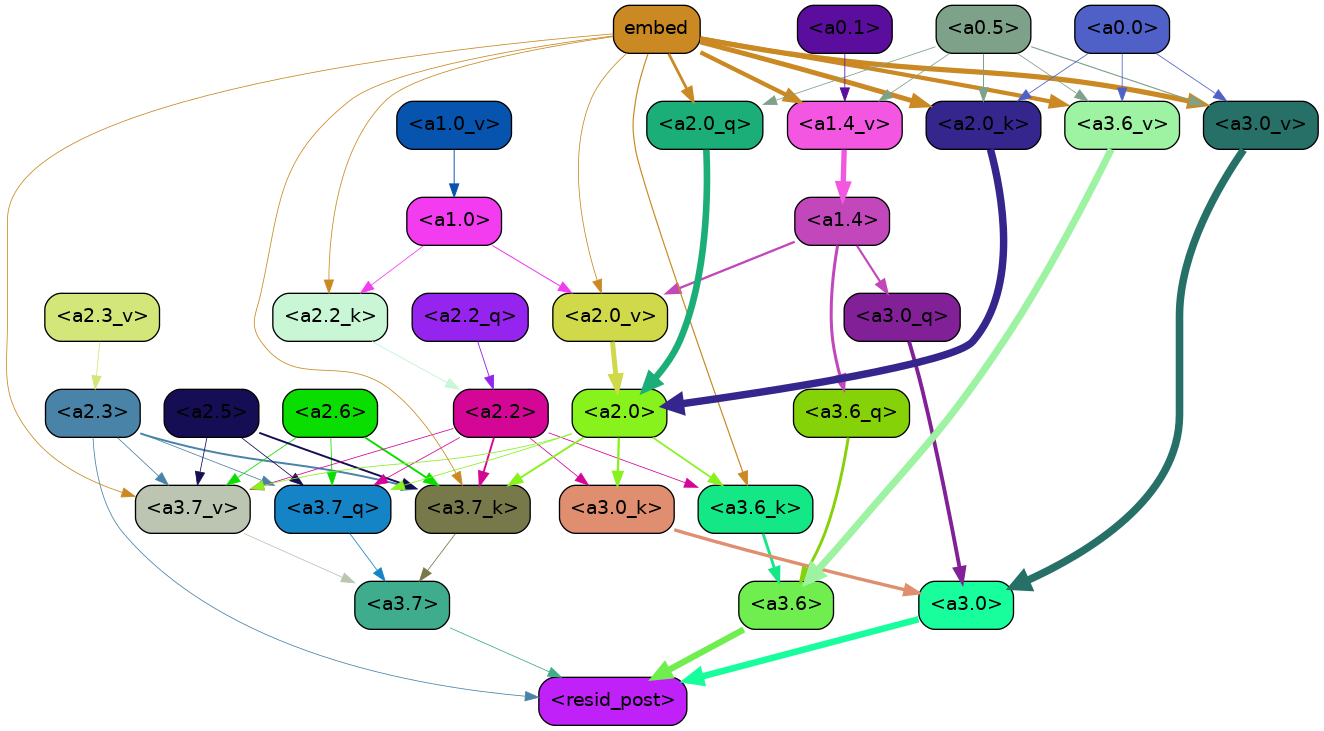 embed
<a0.1>
<a0.5>
<a0.0>
<a1.0_v>
<a2.0_q>
<a1.4_v>
<a2.0_k>
<a3.6_v>
<a3.0_v>
<a1.0>
<a1.4>
<a2.3_v>
<a2.2_k>
<a2.2_q>
<a2.0_v>
<a3.0_q>
<a2.3>
<a2.5>
<a2.6>
<a2.2>
<a2.0>
<a3.6_q>
<a3.7_v>
<a3.7_q>
<a3.7_k>
<a3.0_k>
<a3.6_k>
<a3.7>
<a3.6>
<a3.0>
<resid_post>